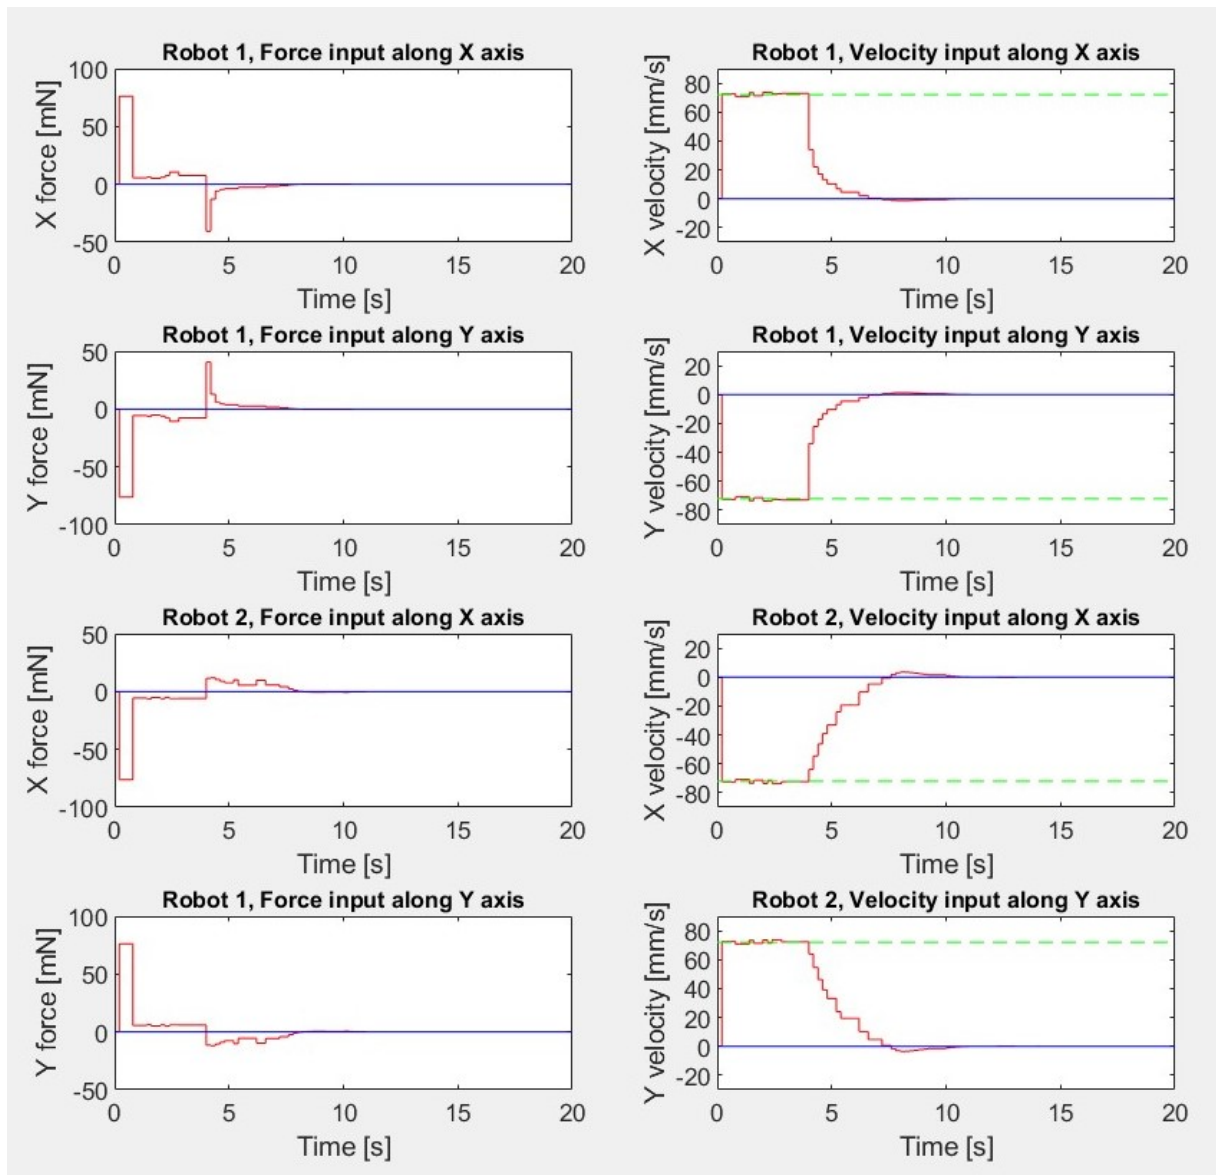 Robot 1, Force input along X axis
X force [mN]
100
50
0
-50
0 5 10 15 20
Time [s]
Robot 1, Velocity input along X axis
X velocity [mm/s]
80
60
40
20
0
-20
0 5 10 15 20
Time [s]
Robot 1, Force input along Y axis
Y force [mN]
50
0
-50
-100
0 5 10 15 20
Time [s]
Robot 1, Velocity input along Y axis
Y velocity [mm/s]
20
0
-20
-40
-60
-80
0 5 10 15 20
Time [s]
Robot 2, Force input along X axis
X force [mN]
50
0
-50
-100
0 5 10 15 20
Time [s]
Robot 2, Velocity input along X axis
X velocity [mm/s]
20
0
-20
-40
-60
-80
0 5 10 15 20
Time [s]
Robot 1, Force input along Y axis
Y force [mN]
100
50
0
-50
0 5 10 15 20
Time [s]
Robot 2, Velocity input along Y axis
Y velocity [mm/s]
80
60
40
20
0
-20
0 5 10 15 20
Time [s]